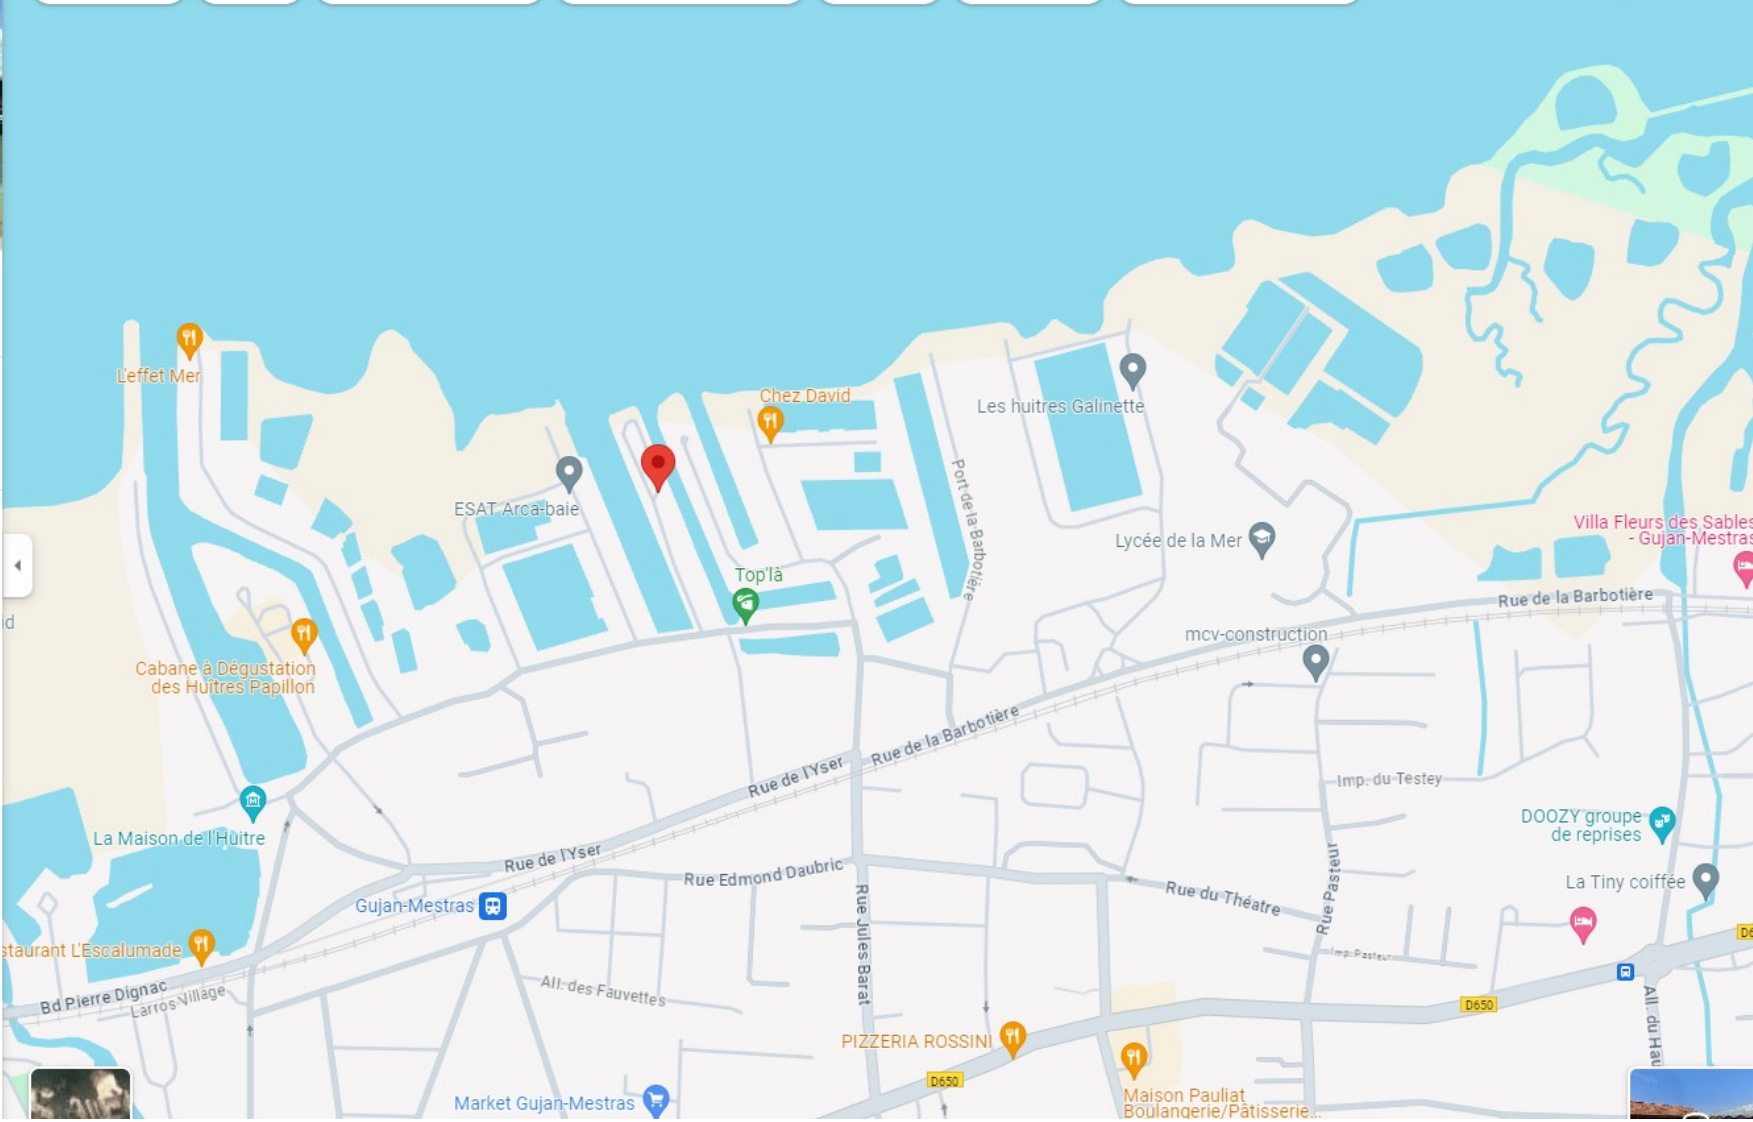 L'effet Mer
Chez David
Les huitres Galinette
ESAT Arca-baie
Port de la Barbotière
Lycée de la Mer
Villa Fleurs des Sables
- Gujan-Mestras
Top'là
Rue de la Barbotière
id
mcv-construction
Cabane à Dégustation
des Huîtres Papillon
Rue de la Barbotière
Rue de l'Yser
Imp. du Testey
La Maison de l'Huitre
DOOZY groupe
de reprises
Rue de l'Yser
Rue Edmond Daubric
Rue du Théatre
Rue Pasteur
La Tiny coiffée
Gujan-Mestras
Rue Jules Barat
staurant L'Escalumade
D6
Imp. Pasteur
Bd Pierre Dignac
Larros-Village
All. des Fauvettes
D650
All. du Hau
PIZZERIA ROSSINI
D650
Market Gujan-Mestras
Maison Pauliat
Boulangerie/Pâtisserie...